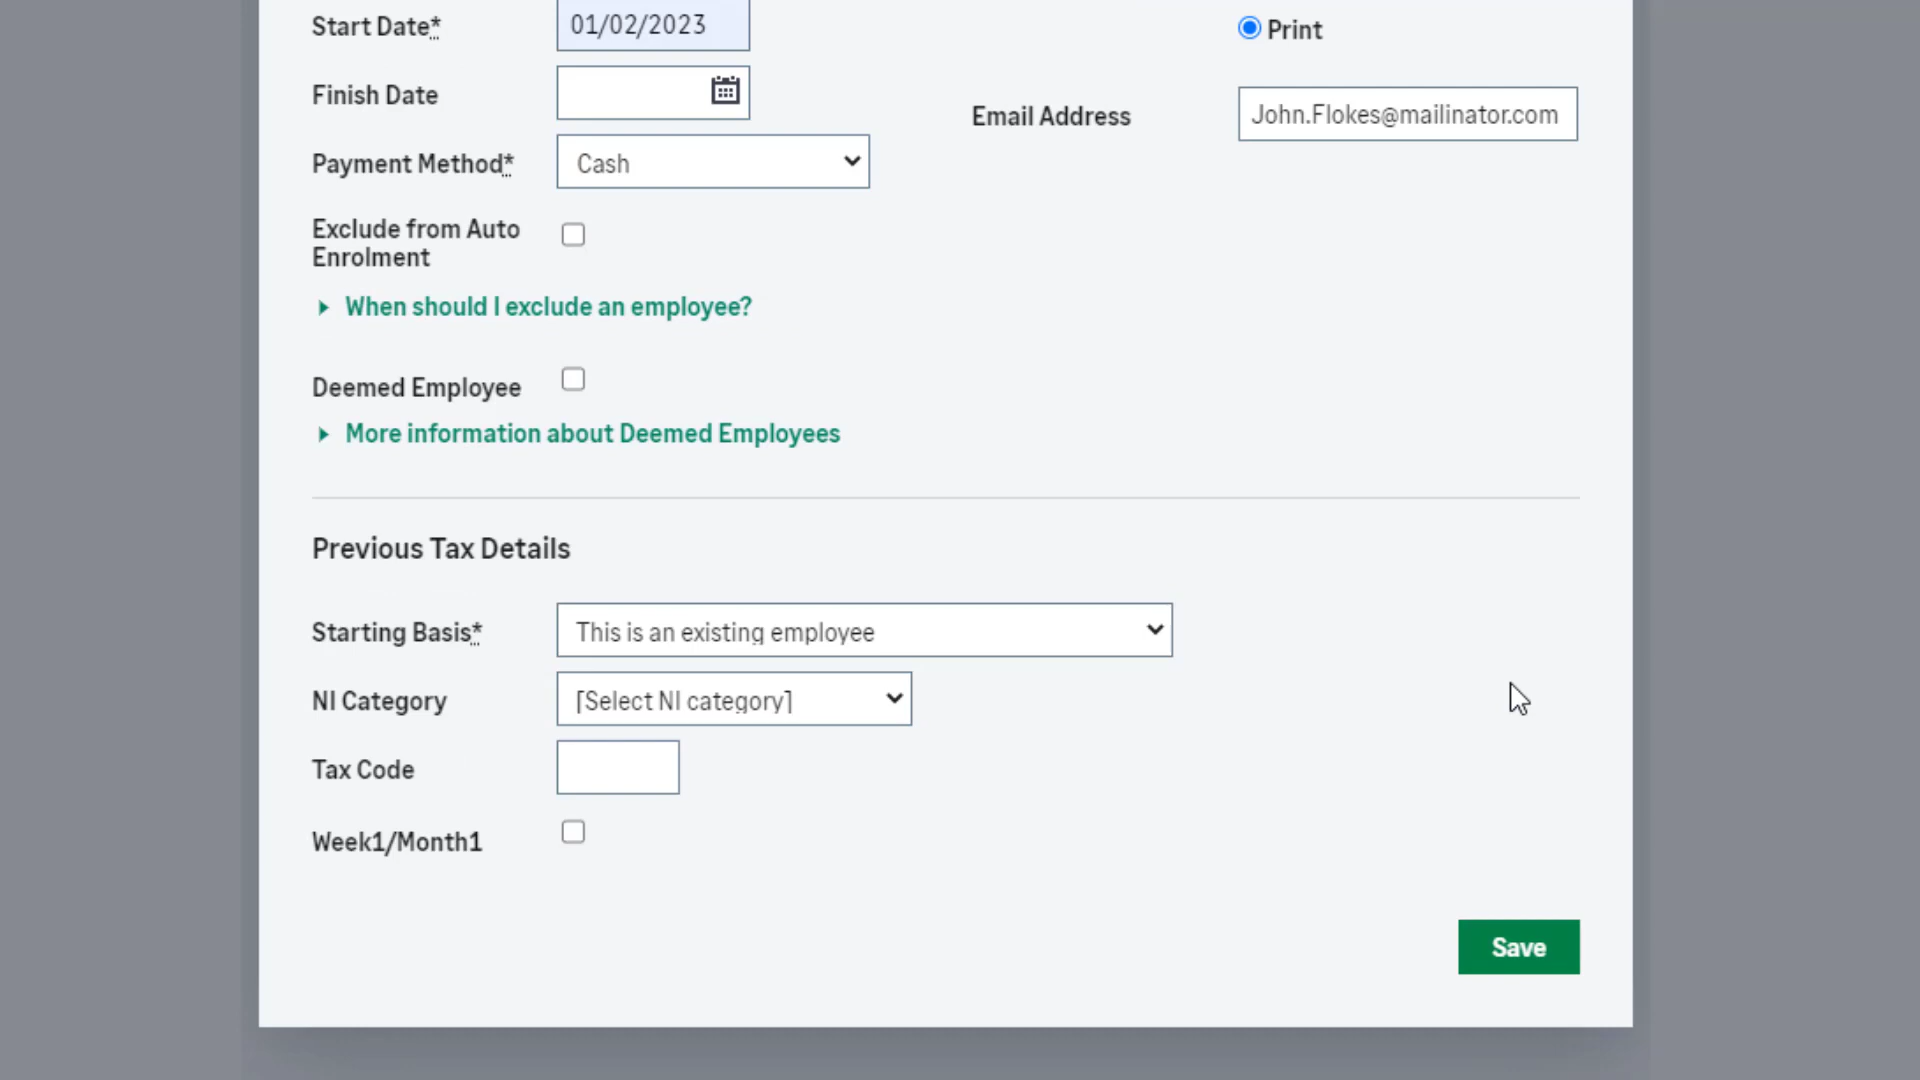 Start Date*
01/02/2023
Print
Finish Date
Email Address
John.Flokes@mailinator.com
Payment Method*
Cash
Exclude from Auto
Enrolment
When should I exclude an employee?
Deemed Employee
More information about Deemed Employees
Previous Tax Details
Starting Basis*
This is an existing employee
NI Category
[Select NI category]
Tax Code
Week1/Month1
Save